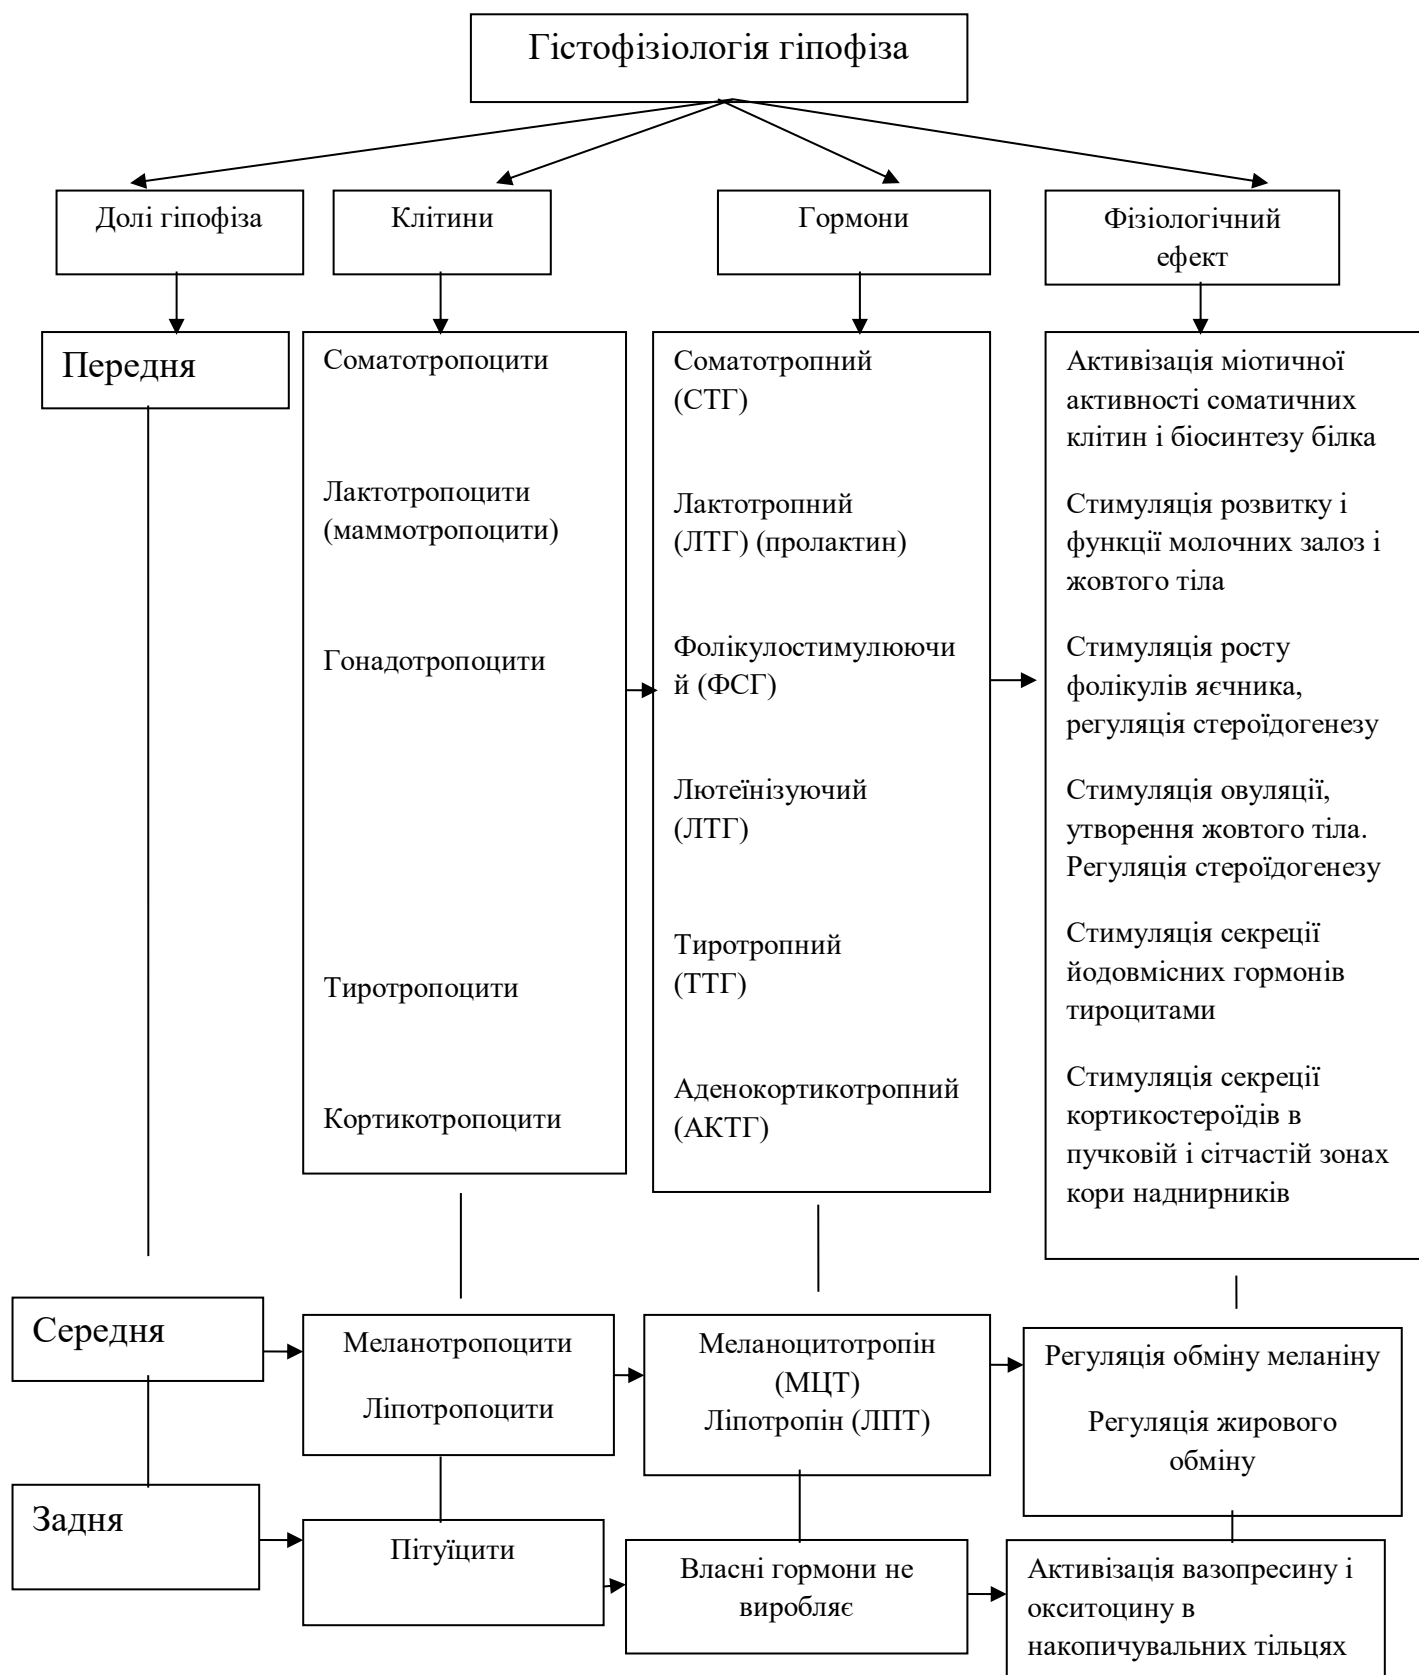 Гістофізіологія гіпофіза
Долі гіпофіза
Клітини
Гормони
Фізіологічний
ефект
Передня
Соматотропоцити
Лактотропоцити
(маммотропоцити)
Гонадотропоцити
Тиротропоцити
Кортикотропоцити
Соматотропний
(СТГ)
Лактотропний
(ЛТГ) (пролактин)
Фолікулостимулюючи
й (ФСГ)
Лютеїнізуючий
(ЛТГ)
Тиротропний
(ТТГ)
Аденокортикотропний
(АКТГ)
Активізація міотичної
активності соматичних
клітин і біосинтезу білка
Стимуляція розвитку і
функції молочних залоз і
жовтого тіла
Стимуляція росту
фолікулів яєчника,
регуляція стероїдогенезу
Стимуляція овуляції,
утворення жовтого тіла.
Регуляція стероїдогенезу
Стимуляція секреції
йодовмісних гормонів
тироцитами
Стимуляція секреції
кортикостероїдів в
пучковій і сітчастій зонах
кори наднирників
Середня
Меланотропоцити
Ліпотропоцити
Меланоцитотропін
(МЦТ)
Ліпотропін (ЛПТ)
Регуляція обміну меланіну
Регуляція жирового
обміну
Задня
Пітуїцити
Власні гормони не
виробляє
Активізація вазопресину і
окситоцину в
накопичувальних тільцях